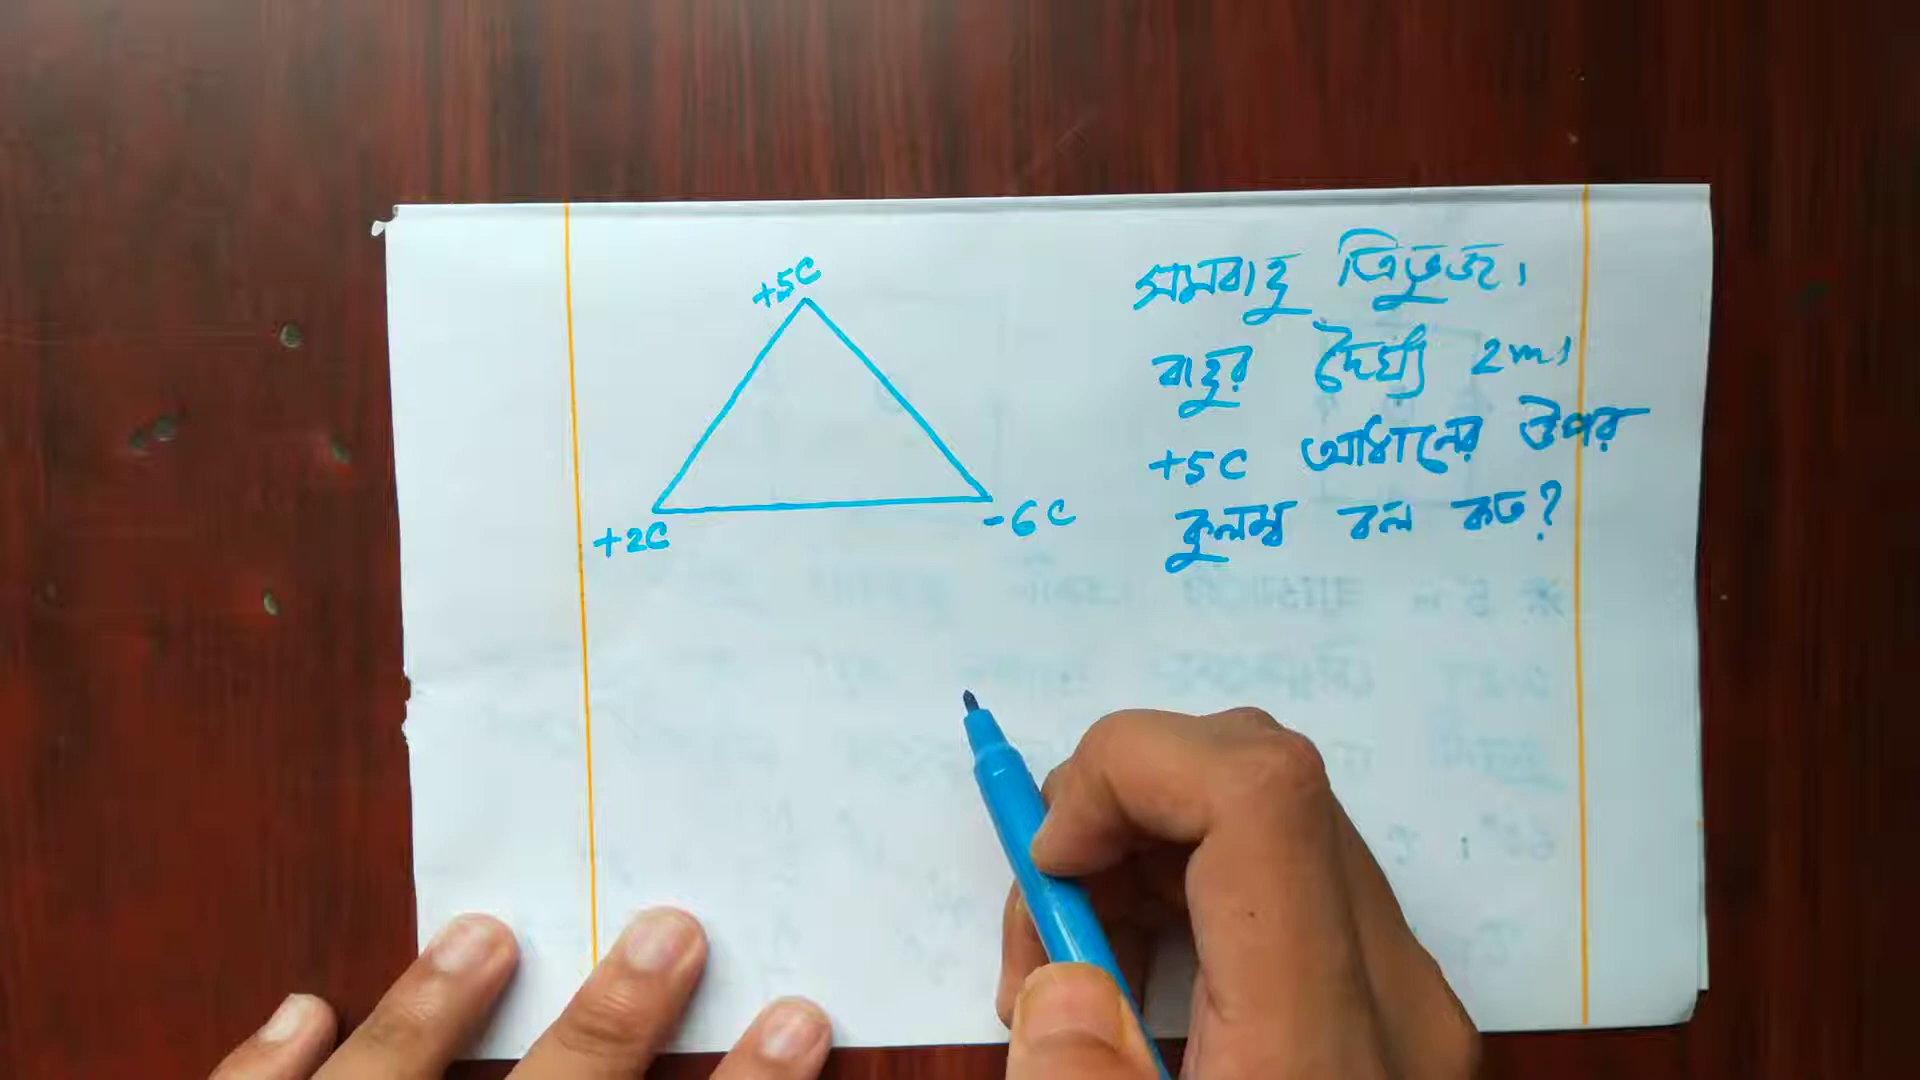 +5C
+2C
-6C
সমবাহু ত্রিভুজ।
বাহুর দৈর্ঘ্য 2m।
+5C আধানের উপর
কুলম্ব বল কত?